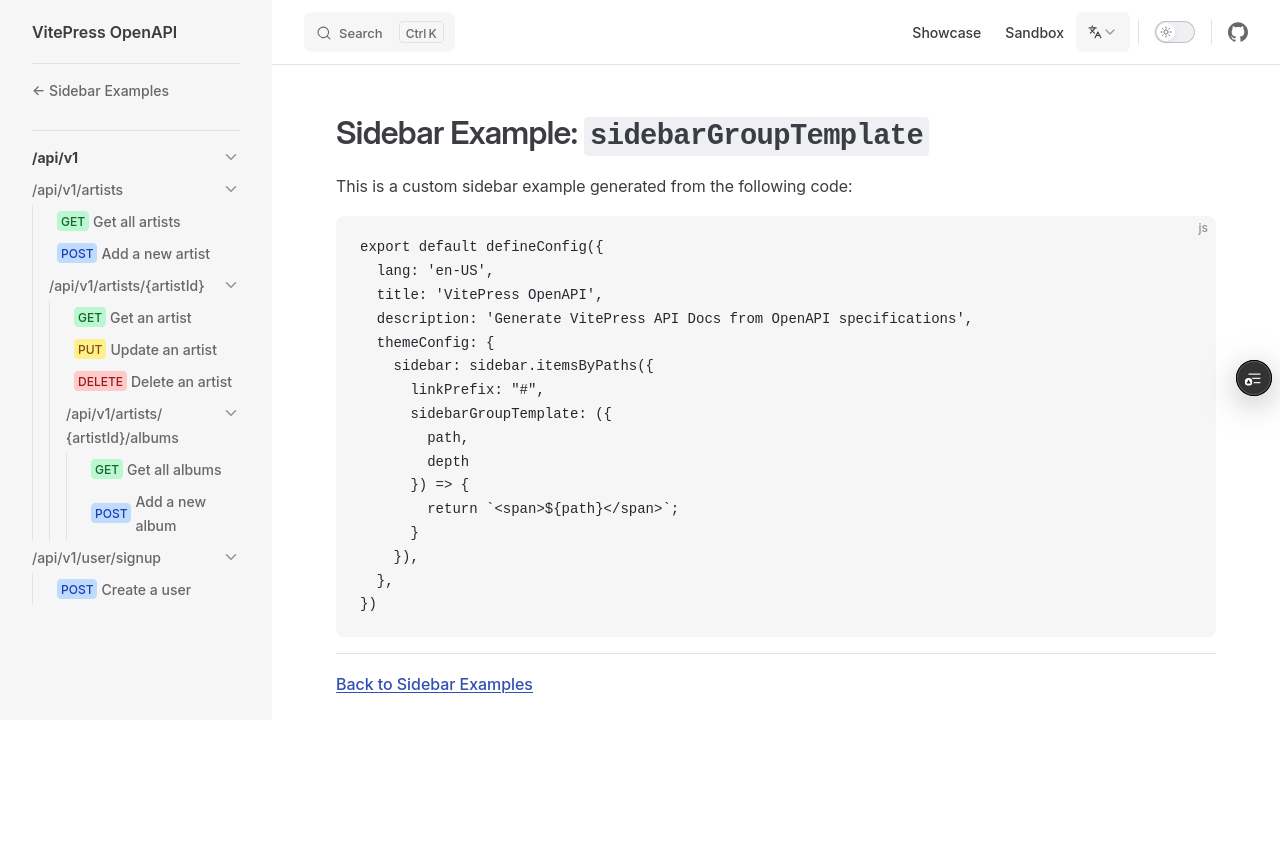 VitePress OpenAPI
Search
Ctrl K
Showcase
Sandbox
← Sidebar Examples
/api/v1
/api/v1/artists
GET Get all artists
POST Add a new artist
/api/v1/artists/{artistId}
GET Get an artist
PUT Update an artist
DELETE Delete an artist
/api/v1/artists/
{artistId}/albums
GET Get all albums
POST Add a new
album
/api/v1/user/signup
POST Create a user
Sidebar Example: sidebarGroupTemplate
This is a custom sidebar example generated from the following code:
js
export default defineConfig({
  lang: 'en-US',
  title: 'VitePress OpenAPI',
  description: 'Generate VitePress API Docs from OpenAPI specifications',
  themeConfig: {
    sidebar: sidebar.itemsByPaths({
      linkPrefix: "#",
      sidebarGroupTemplate: ({
        path,
        depth
      }) => {
        return `<span>${path}</span>`;
      }
    }),
  },
})
Back to Sidebar Examples